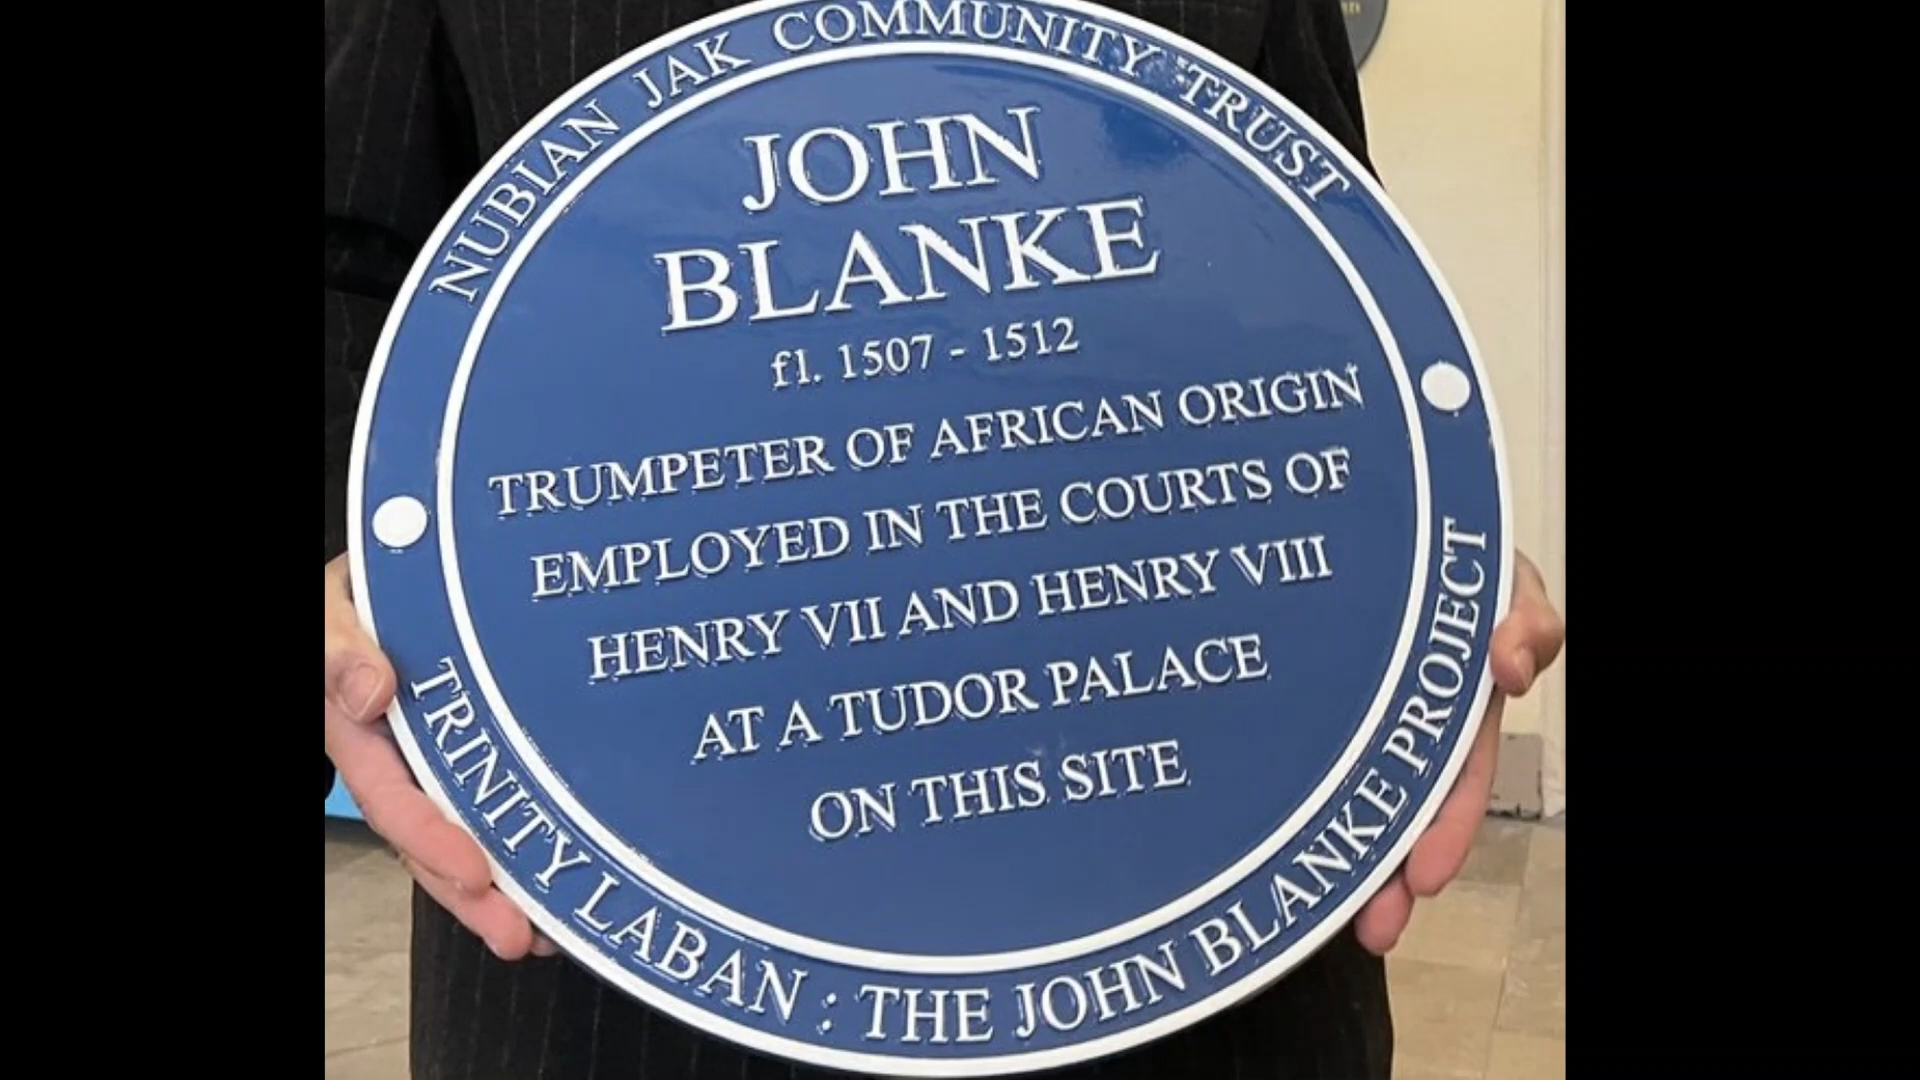 NUBIAN JAK COMMUNITY TRUST
JOHN
BLANKE
fl. 1507 - 1512
TRUMPETER OF AFRICAN ORIGIN
EMPLOYED IN THE COURTS OF
HENRY VII AND HENRY VIII
AT A TUDOR PALACE
ON THIS SITE
TRINITY LABAN : THE JOHN BLANKE PROJECT